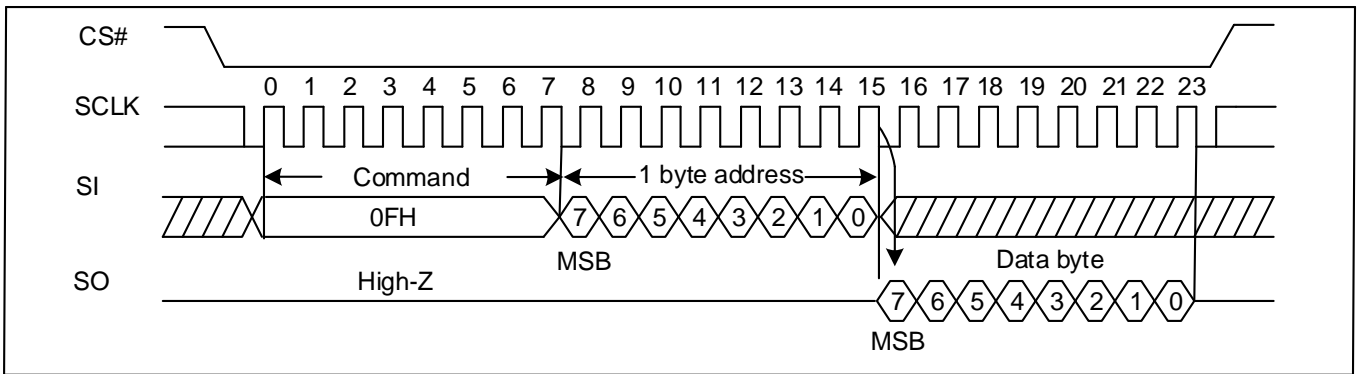 CS#
0 1 2 3 4 5 6 7 8 9 10 11 12 13 14 15 16 17 18 19 20 21 22 23
SCLK
Command 1 byte address
SI
0FH 7 6 5 4 3 2 1 0
MSB Data byte
SO High-Z
7 6 5 4 3 2 1 0
MSB